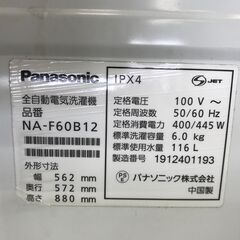 Panasonic
IPX4
JET
全自動電気洗濯機
品番
NA-F60B12
外形寸法
幅 562 mm
奥行 572 mm
高さ 880 mm
定格電圧 100 V ～
定格周波数 50/60 Hz
定格消費電力 400/445 W
標準洗濯容量 6.0 kg
標準使用水量 116 L
製造番号 1912401193
PS E
パナソニック株式会社
中国製